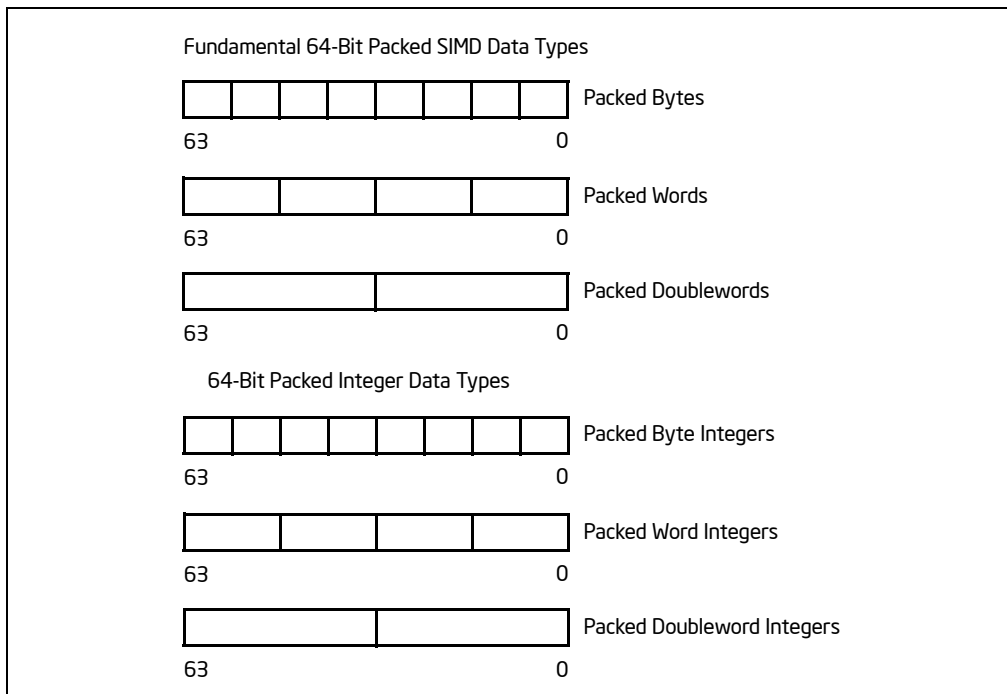 Fundamental 64-Bit Packed SIMD Data Types
Packed Bytes
63 0
Packed Words
63 0
Packed Doublewords
63 0
64-Bit Packed Integer Data Types
Packed Byte Integers
63 0
Packed Word Integers
63 0
Packed Doubleword Integers
63 0